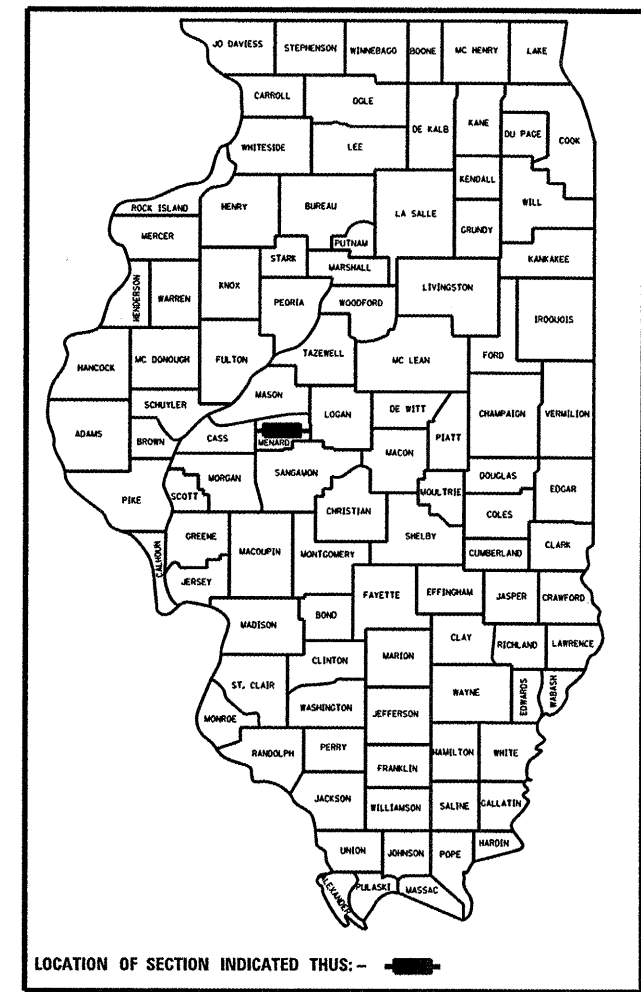 JO DAVIESS
STEPHENSON
WINNEBAGO
BOONE
MC HENRY
LAKE
CARROLL
OGLE
DE KALB
KANE
DU PAGE
COOK
WHITESIDE
LEE
KENDALL
WILL
ROCK ISLAND
HENRY
BUREAU
LA SALLE
GRUNDY
PUTNAM
MERCER
STARK
MARSHALL
KANKAKEE
HENDERSON
WARREN
KNOX
PEORIA
WOODFORD
LIVINGSTON
IROQUOIS
HANCOCK
MC DONOUGH
FULTON
TAZEWELL
MC LEAN
FORD
MASON
SCHUYLER
LOGAN
DE WITT
CHAMPAIGN
VERMILION
ADAMS
BROWN
CASS
MENARD
PIATT
MACON
MORGAN
SANGAMON
DOUGLAS
EDGAR
PIKE
SCOTT
CHRISTIAN
MOULTRIE
COLES
GREENE
MACOUPIN
MONTGOMERY
SHELBY
CUMBERLAND
CLARK
CALHOUN
JERSEY
FAYETTE
EFFINGHAM
JASPER
CRAWFORD
MADISON
BOND
CLAY
RICHLAND
LAWRENCE
CLINTON
MARION
ST. CLAIR
WAYNE
EDWARDS
WABASH
MONROE
WASHINGTON
JEFFERSON
RANDOLPH
PERRY
HAMILTON
WHITE
FRANKLIN
JACKSON
WILLIAMSON
SALINE
GALLATIN
UNION
JOHNSON
POPE
HARDIN
ALEXANDER
PULASKI
MASSAC
LOCATION OF SECTION INDICATED THUS:-